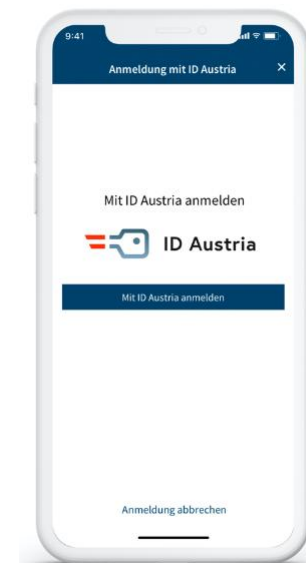 9:41
Anmeldung mit ID Austria ×
Mit ID Austria anmelden
ID Austria
Mit ID Austria anmelden
Anmeldung abbrechen